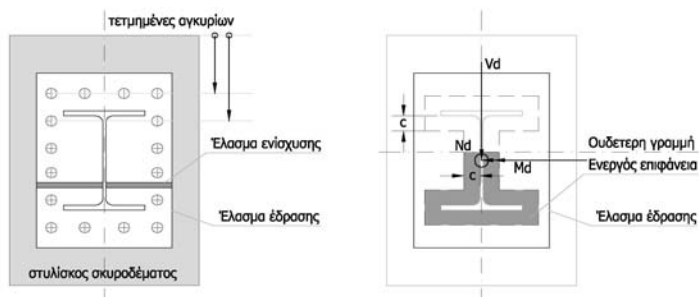 τετμημένες αγκυρίων
Έλασμα ενίσχυσης
Έλασμα έδρασης
στυλίσκος σκυροδέματος
Vd
c
Nd
Md
c
Ουδετερη γραμμή
Ενεργός επιφάνεια
Έλασμα έδρασης